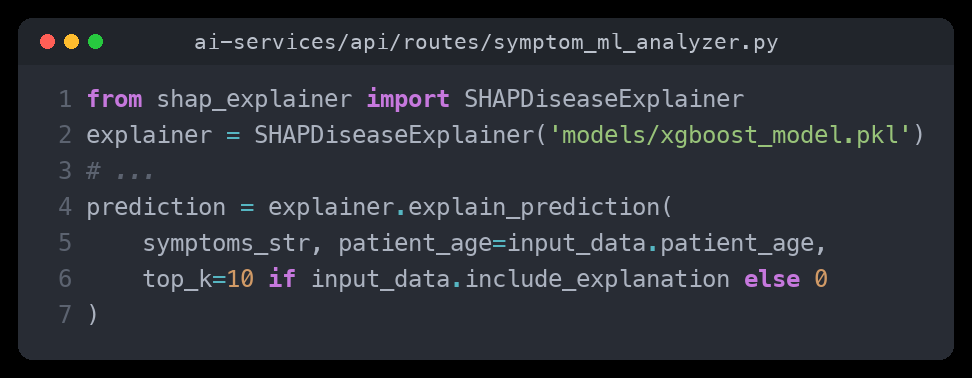 ai-services/api/routes/symptom_ml_analyzer.py
1 from shap_explainer import SHAPDiseaseExplainer
2 explainer = SHAPDiseaseExplainer('models/xgboost_model.pkl')
3 # ...
4 prediction = explainer.explain_prediction(
5     symptoms_str, patient_age=input_data.patient_age,
6     top_k=10 if input_data.include_explanation else 0
7 )